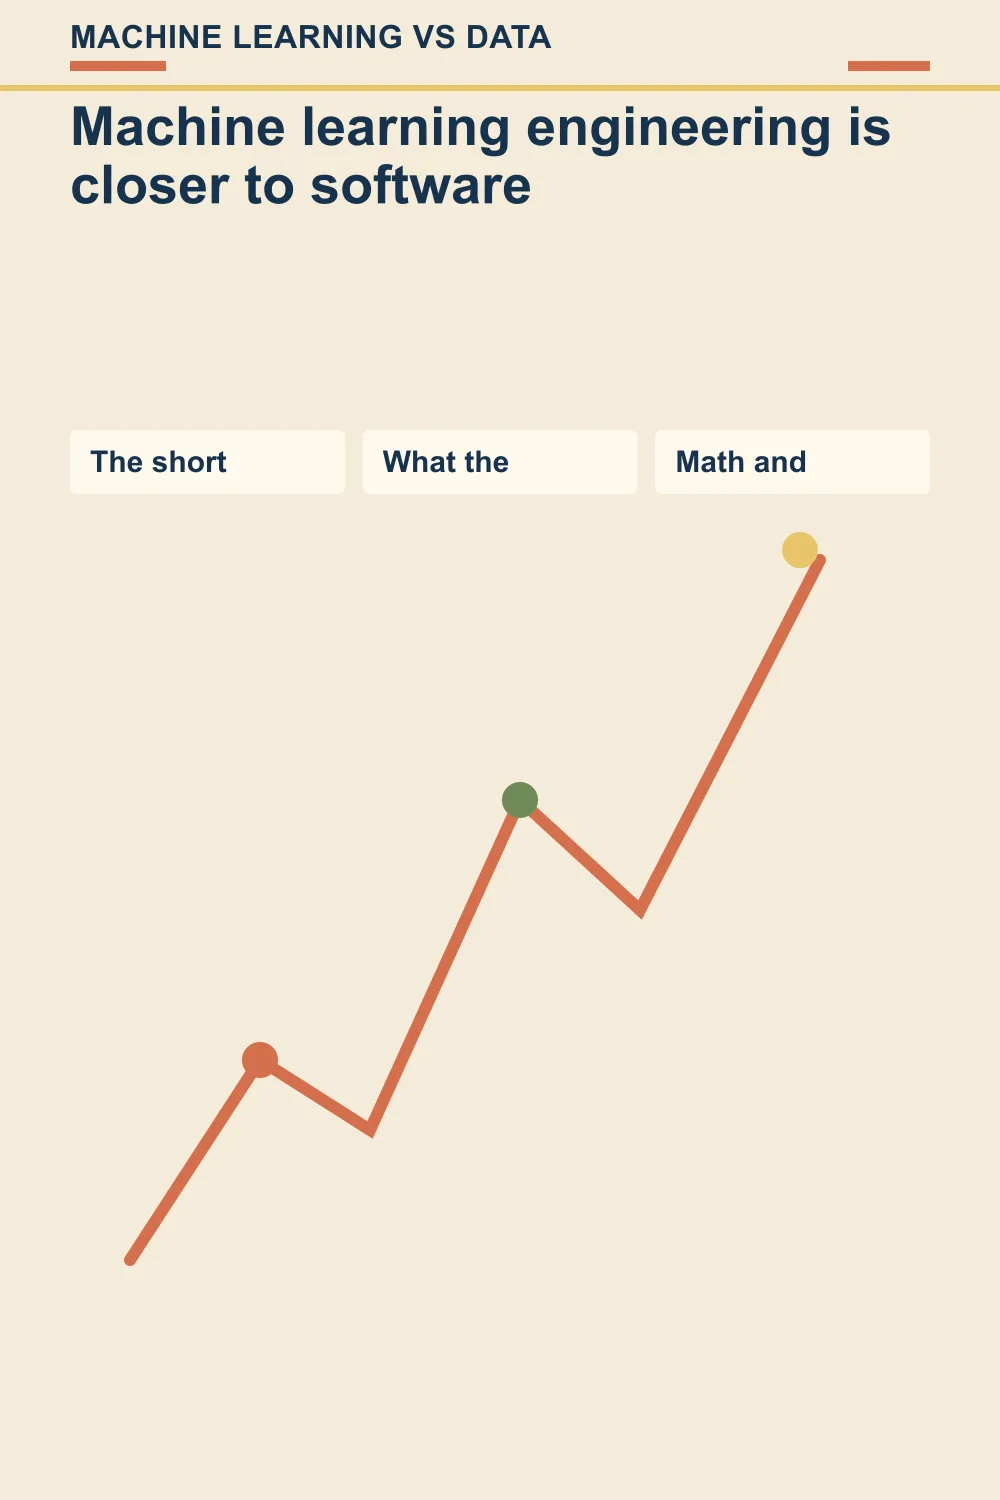 MACHINE LEARNING VS DATA
Machine learning engineering is
closer to software
The short
What the
Math and